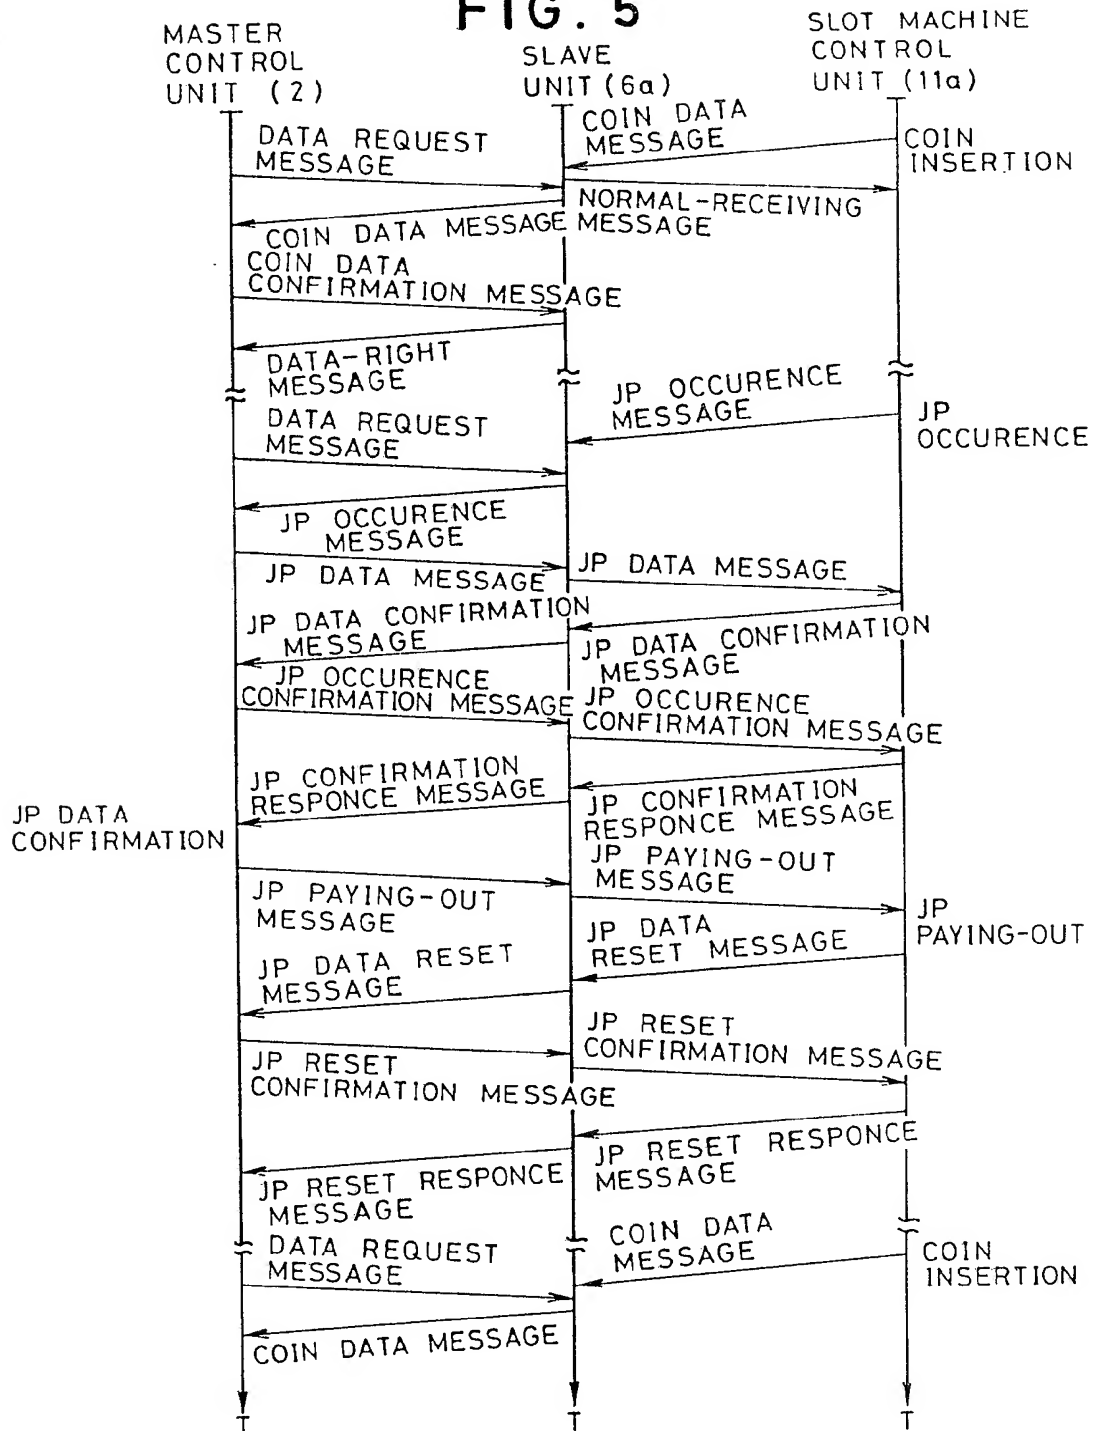 FIG. 5
MASTER
CONTROL
UNIT (2)
SLAVE
UNIT (6a)
SLOT MACHINE
CONTROL
UNIT (11a)
COIN DATA
MESSAGE
COIN
INSERTION
DATA REQUEST
MESSAGE
NORMAL-RECEIVING
MESSAGE
COIN DATA MESSAGE
COIN DATA
CONFIRMATION MESSAGE
DATA-RIGHT
MESSAGE
JP OCCURENCE
MESSAGE
JP
OCCURENCE
DATA REQUEST
MESSAGE
JP OCCURENCE
MESSAGE
JP DATA MESSAGE
JP DATA MESSAGE
JP DATA CONFIRMATION
MESSAGE
JP DATA CONFIRMATION
MESSAGE
JP OCCURENCE
CONFIRMATION MESSAGE
JP OCCURENCE
CONFIRMATION MESSAGE
JP CONFIRMATION
RESPONCE MESSAGE
JP CONFIRMATION
RESPONCE MESSAGE
JP DATA
CONFIRMATION
JP PAYING-OUT
MESSAGE
JP PAYING-OUT
MESSAGE
JP
PAYING-OUT
JP DATA
RESET MESSAGE
JP DATA RESET
MESSAGE
JP RESET
CONFIRMATION MESSAGE
JP RESET
CONFIRMATION MESSAGE
JP RESET RESPONCE
MESSAGE
JP RESET RESPONCE
MESSAGE
COIN DATA
MESSAGE
COIN
INSERTION
DATA REQUEST
MESSAGE
COIN DATA MESSAGE
T
T
T